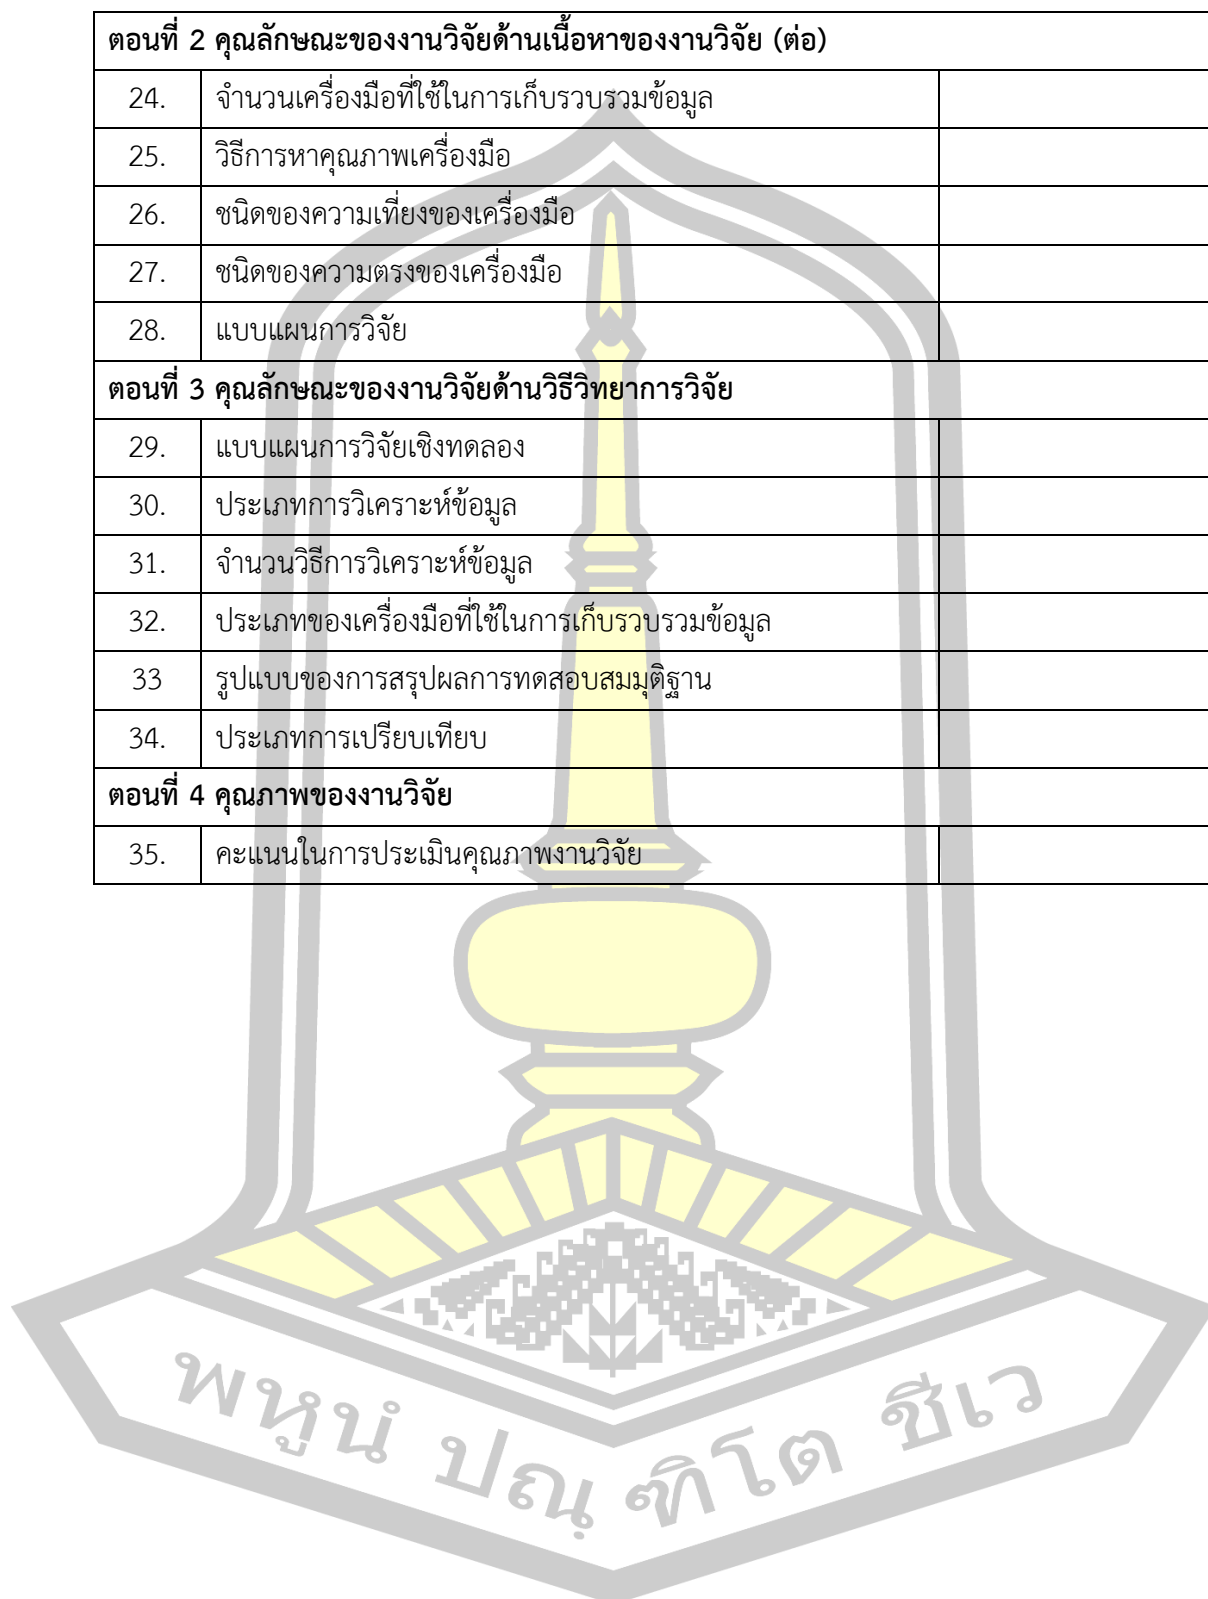 ตอนที่ 2 คุณลักษณะของงานวิจัยด้านเนื้อหาของงานวิจัย (ต่อ)
24. จำนวนเครื่องมือที่ใช้ในการเก็บรวบรวมข้อมูล
25. วิธีการหาคุณภาพเครื่องมือ
26. ชนิดของความเที่ยงของเครื่องมือ
27. ชนิดของความตรงของเครื่องมือ
28. แบบแผนการวิจัย
ตอนที่ 3 คุณลักษณะของงานวิจัยด้านวิธีวิทยาการวิจัย
29. แบบแผนการวิจัยเชิงทดลอง
30. ประเภทการวิเคราะห์ข้อมูล
31. จำนวนวิธีการวิเคราะห์ข้อมูล
32. ประเภทของเครื่องมือที่ใช้ในการเก็บรวบรวมข้อมูล
33 รูปแบบของการสรุปผลการทดสอบสมมุติฐาน
34. ประเภทการเปรียบเทียบ
ตอนที่ 4 คุณภาพของงานวิจัย
35. คะแนนในการประเมินคุณภาพงานวิจัย
พหูนํ ปณฺฑิโต ชีเว